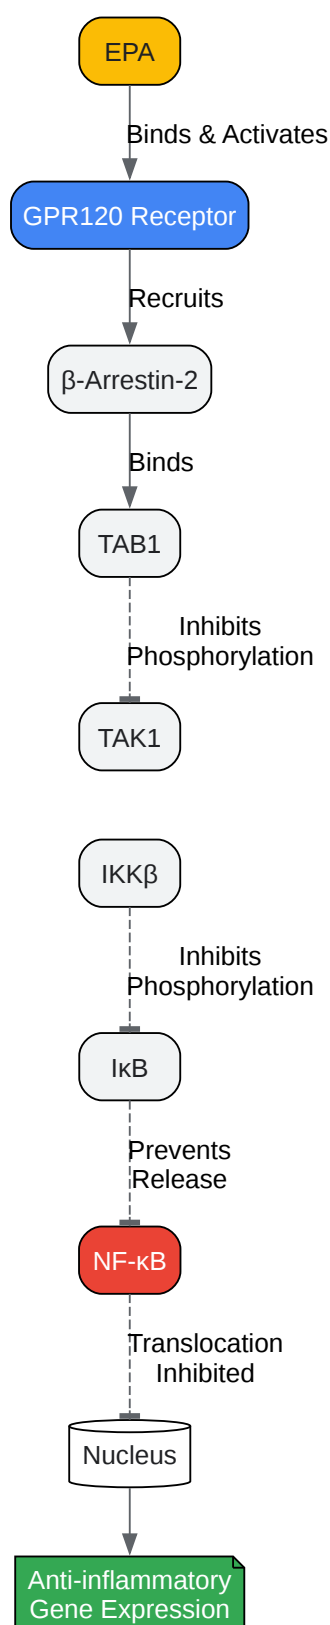 EPA
Binds & Activates
GPR120 Receptor
Recruits
β-Arrestin-2
Binds
TAB1
Inhibits
Phosphorylation
TAK1
IKKβ
Inhibits
Phosphorylation
IκB
Prevents
Release
NF-κB
Translocation
Inhibited
Nucleus
Anti-inflammatory
Gene Expression